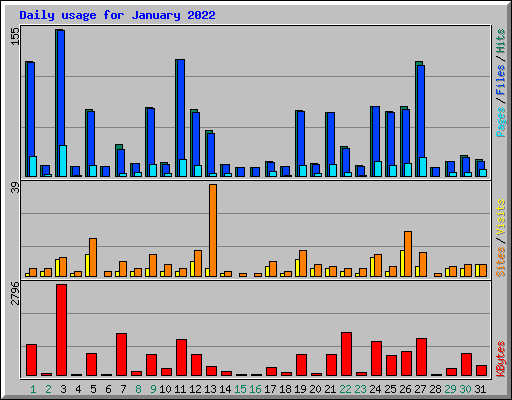 Daily usage for January 2022
155
Pages / Files / Hits
39
Sites / Visits
2796
KBytes
1 2 3 4 5 6 7 8 9 10 11 12 13 14 15 16 17 18 19 20 21 22 23 24 25 26 27 28 29 30 31